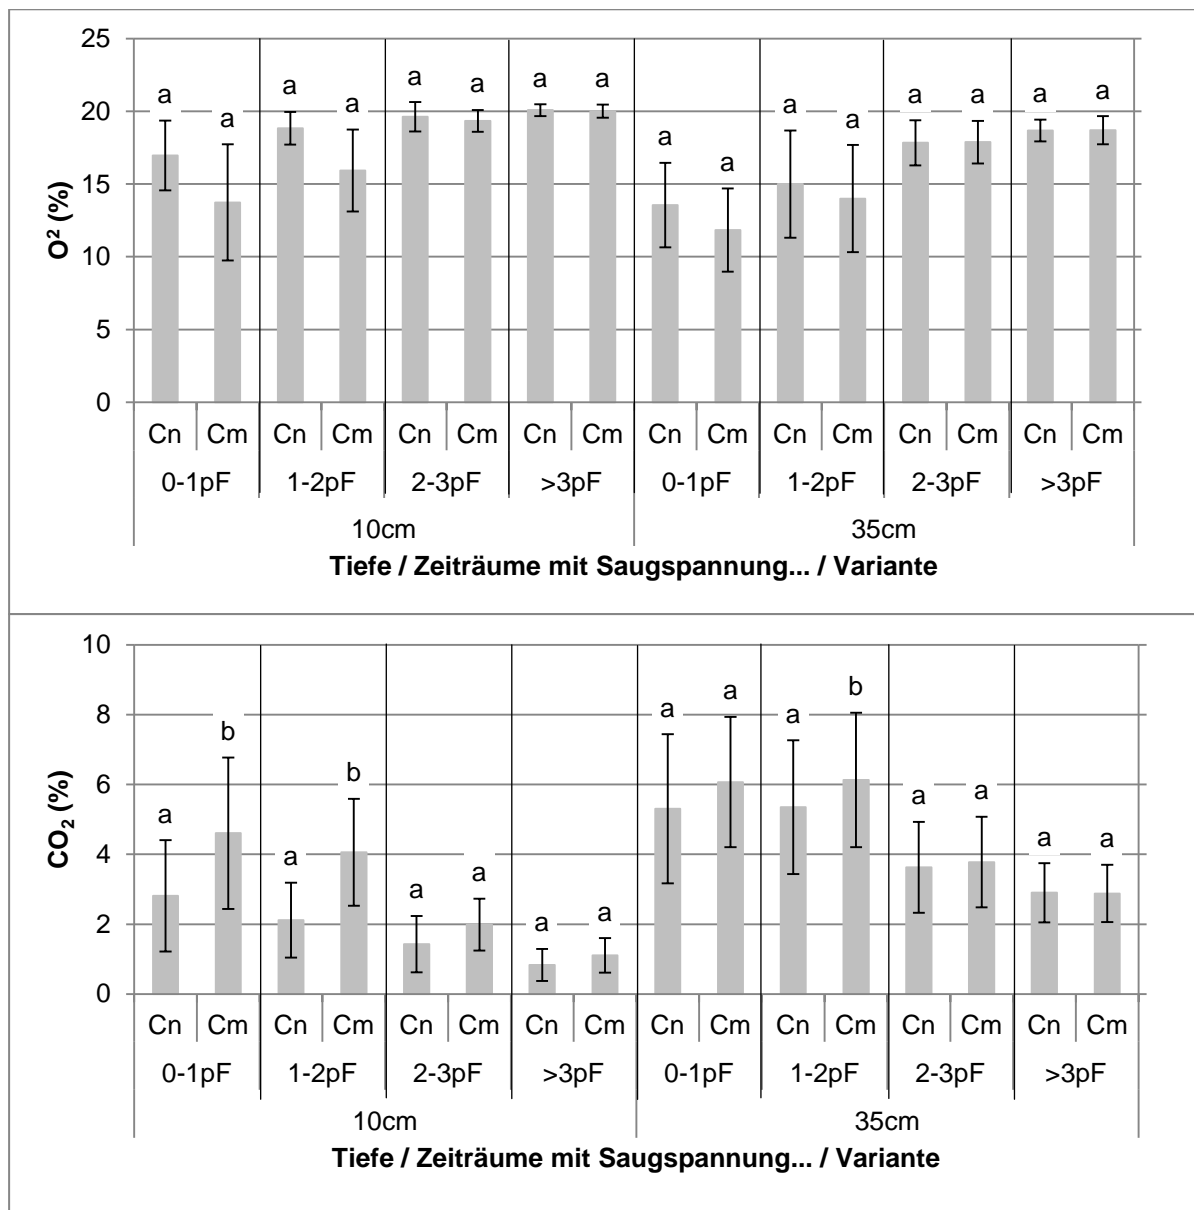 25
20
15
10
5
0
O² (%)
a a a a a a a a a a a a a a a a
Cn Cm Cn Cm Cn Cm Cn Cm Cn Cm Cn Cm Cn Cm Cn Cm
0-1pF 1-2pF 2-3pF >3pF 0-1pF 1-2pF 2-3pF >3pF
10cm 35cm
Tiefe / Zeiträume mit Saugspannung... / Variante
10
8
6
4
2
0
CO₂ (%)
a b a b a a a a a a a b a a a a
Cn Cm Cn Cm Cn Cm Cn Cm Cn Cm Cn Cm Cn Cm Cn Cm
0-1pF 1-2pF 2-3pF >3pF 0-1pF 1-2pF 2-3pF >3pF
10cm 35cm
Tiefe / Zeiträume mit Saugspannung... / Variante